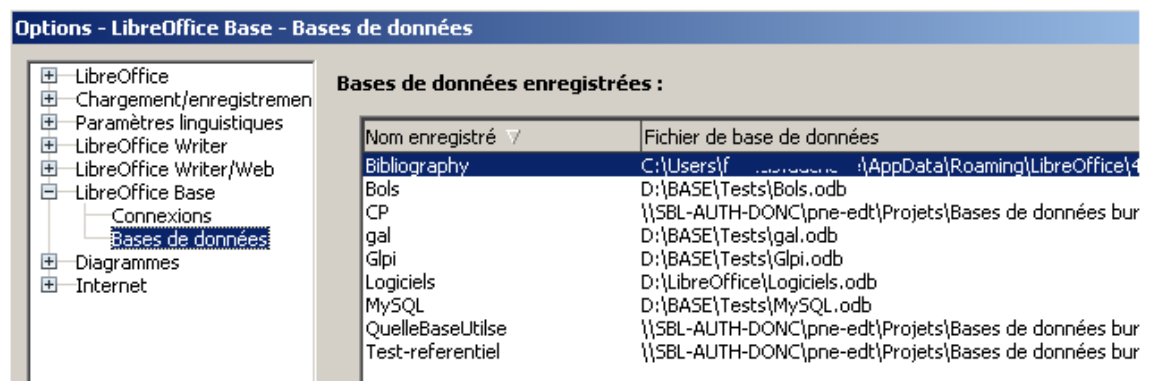 Options - LibreOffice Base - Bases de données
LibreOffice
Chargement/enregistremen
Paramètres linguistiques
LibreOffice Writer
LibreOffice Writer/Web
LibreOffice Base
Connexions
Bases de données
Diagrammes
Internet
Bases de données enregistrées :
Nom enregistré Fichier de base de données
Bibliography C:\Users\f \AppData\Roaming\LibreOffice\4
Bols D:\BASE\Tests\Bols.odb
CP \\SBL-AUTH-DONC\pne-edt\Projets\Bases de données bur
gal D:\BASE\Tests\gal.odb
Glpi D:\BASE\Tests\Glpi.odb
Logiciels D:\LibreOffice\Logiciels.odb
MySQL D:\BASE\Tests\MySQL.odb
QuelleBaseUtilse \\SBL-AUTH-DONC\pne-edt\Projets\Bases de données bur
Test-referentiel \\SBL-AUTH-DONC\pne-edt\Projets\Bases de données bur